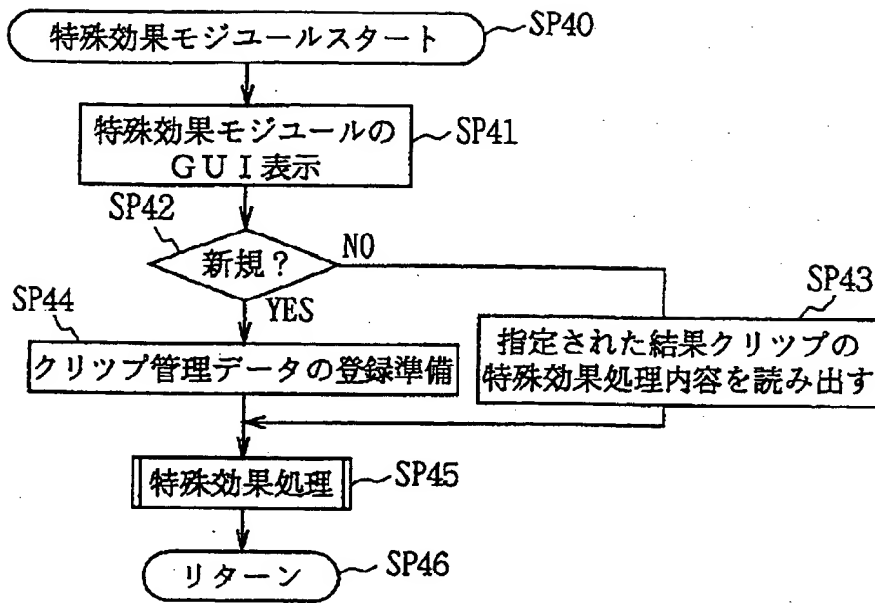 特殊効果モジユールスタート
SP40
特殊効果モジユールの
GUI表示
SP41
SP42
新規?
NO
YES
SP43
指定された結果クリツプの
特殊効果処理内容を読み出す
SP44
クリツプ管理データの登録準備
特殊効果処理
SP45
リターン
SP46